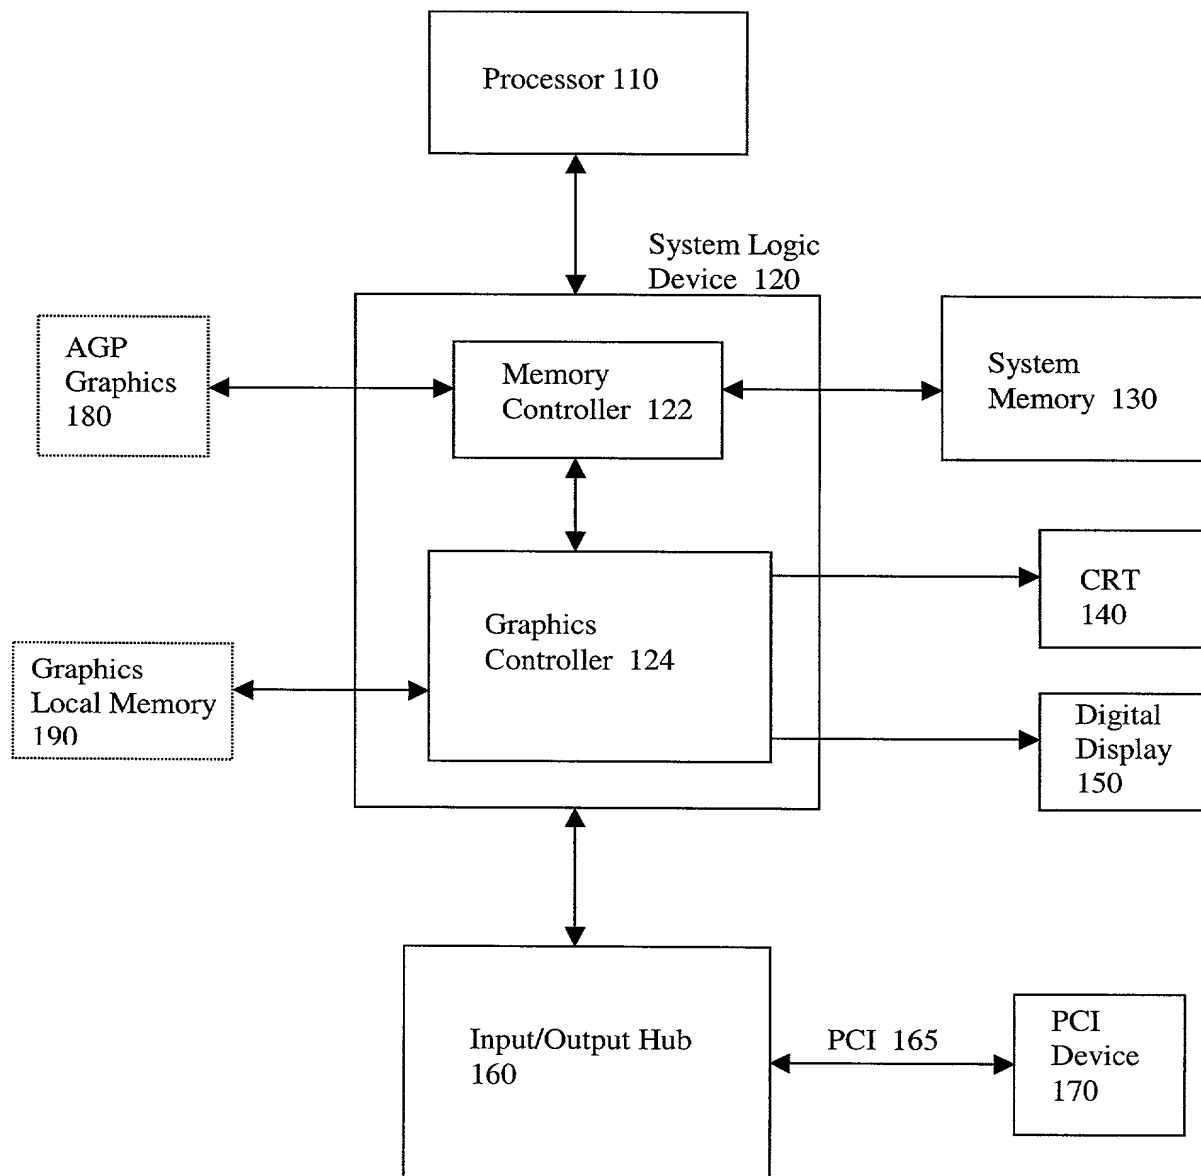 Processor 110
System Logic
Device 120
AGP
Graphics
180
Memory
Controller 122
System
Memory 130
CRT
140
Graphics
Controller 124
Graphics
Local Memory
190
Digital
Display
150
Input/Output Hub
160
PCI 165
PCI
Device
170